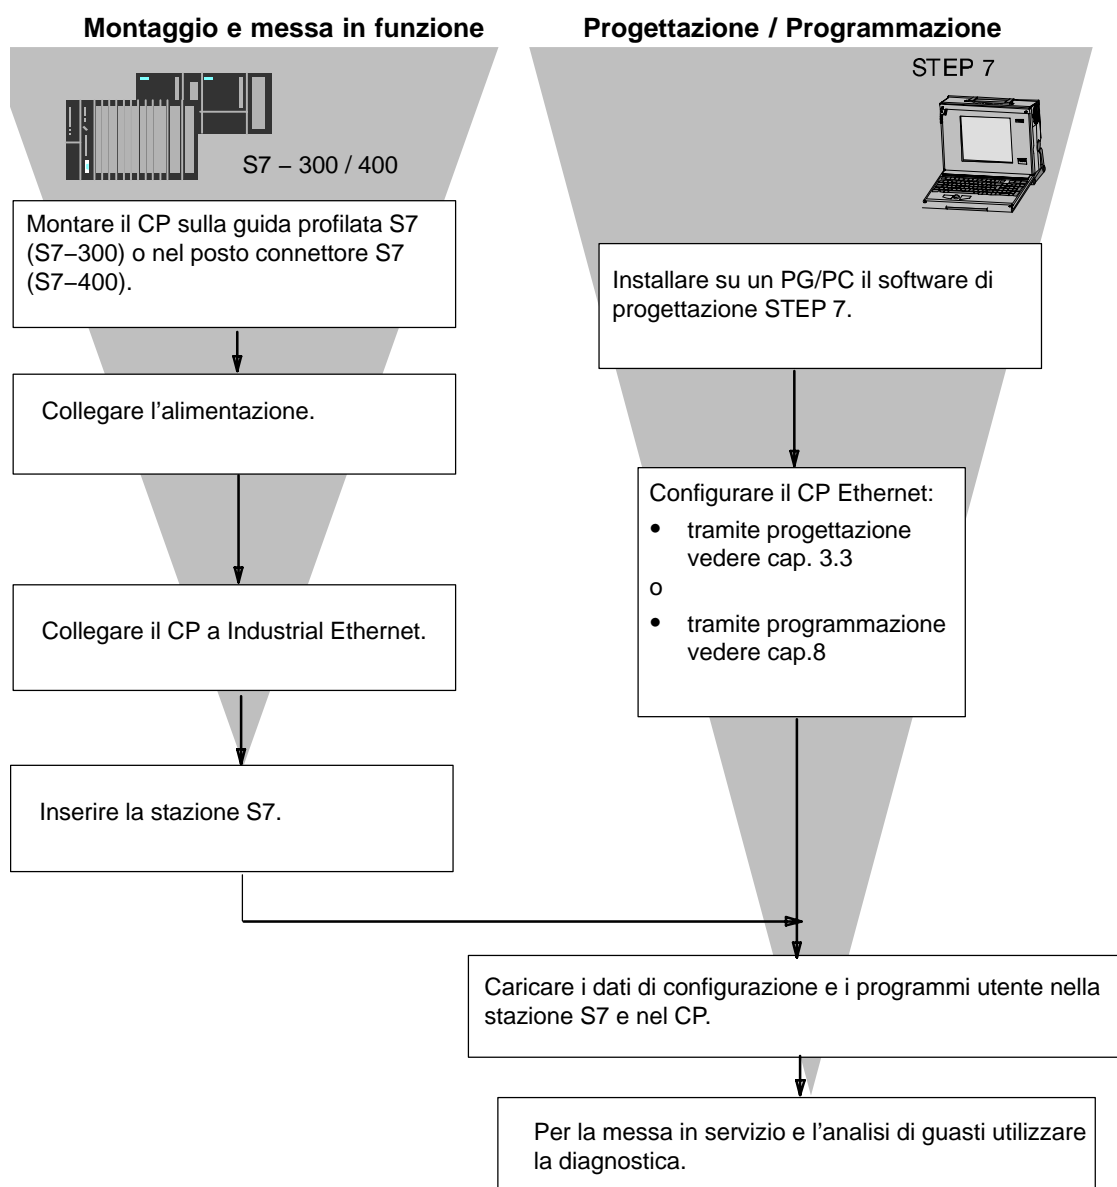 Montaggio e messa in funzione
S7 – 300 / 400
Montare il CP sulla guida profilata S7
(S7–300) o nel posto connettore S7
(S7–400).
Collegare l’alimentazione.
Collegare il CP a Industrial Ethernet.
Inserire la stazione S7.
Progettazione / Programmazione
STEP 7
Installare su un PG/PC il software di
progettazione STEP 7.
Configurare il CP Ethernet:
• tramite progettazione
vedere cap. 3.3
o
• tramite programmazione
vedere cap.8
Caricare i dati di configurazione e i programmi utente nella
stazione S7 e nel CP.
Per la messa in servizio e l’analisi di guasti utilizzare
la diagnostica.